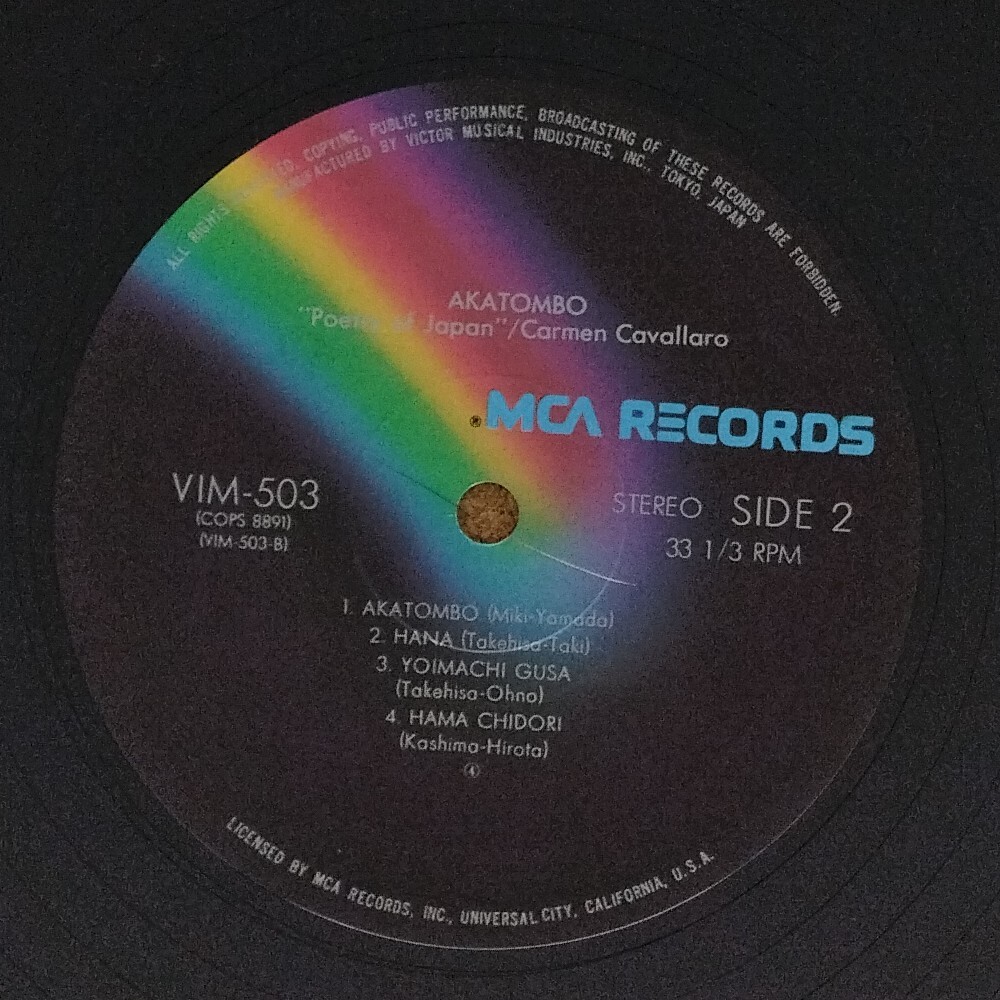 ALL RIGHTS COPYING, PUBLIC PERFORMANCE, BROADCASTING OF THESE RECORDS ARE FORBIDDEN.
MANUFACTURED BY VICTOR MUSICAL INDUSTRIES, INC., TOKYO, JAPAN
AKATOMBO
"Poetry of Japan"/Carmen Cavallaro
MCA RECORDS
VIM-503
(COPS 8891)
(VIM-503-B)
STEREO SIDE 2
33 1/3 RPM
1. AKATOMBO (Miki-Yamada)
2. HANA (Takehisa-Taki)
3. YOIMACHI GUSA
(Takehisa-Ohno)
4. HAMA CHIDORI
(Kashima-Hirota)
④
LICENSED BY MCA RECORDS, INC., UNIVERSAL CITY, CALIFORNIA, U.S.A.